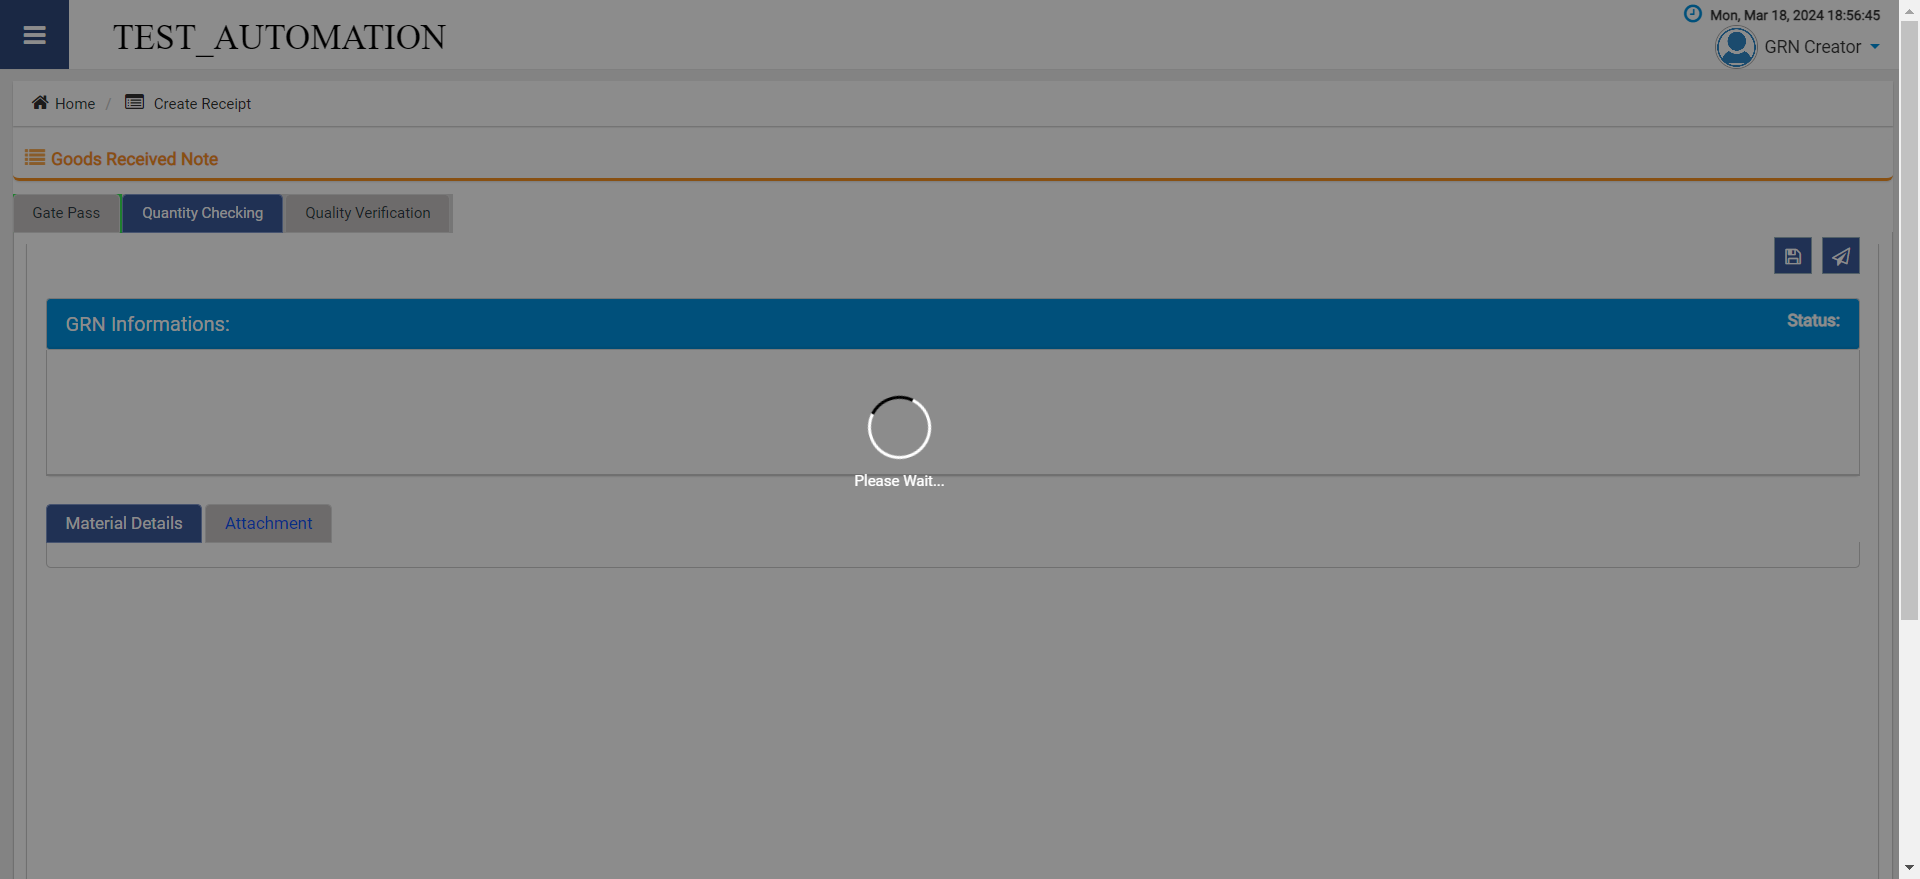 TEST_AUTOMATION
Mon, Mar 18, 2024 18:56:45
GRN Creator
Home / Create Receipt
Goods Received Note
Gate Pass Quantity Checking Quality Verification
GRN Informations: Status:
Please Wait...
Material Details Attachment